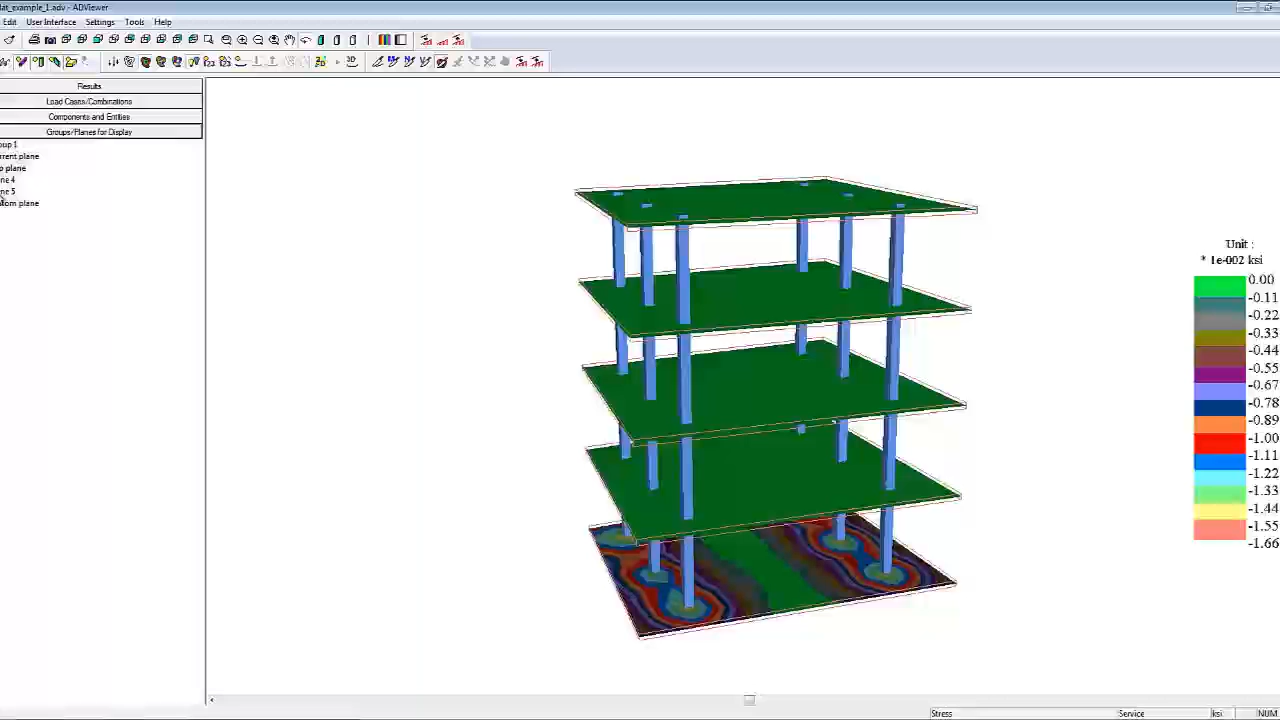 lat_example_1.adv - ADViewer
Edit User Interface Settings Tools Help
3D
Results
Load Cases/Combinations
Components and Entities
Groups/Planes for Display
oup 1
rrent plane
p plane
ne 4
ne 5
tom plane
Unit :
* 1e-002 ksi
0.00
-0.11
-0.22
-0.33
-0.44
-0.55
-0.67
-0.78
-0.89
-1.00
-1.11
-1.22
-1.33
-1.44
-1.55
-1.66
Stress Service ksi NUM